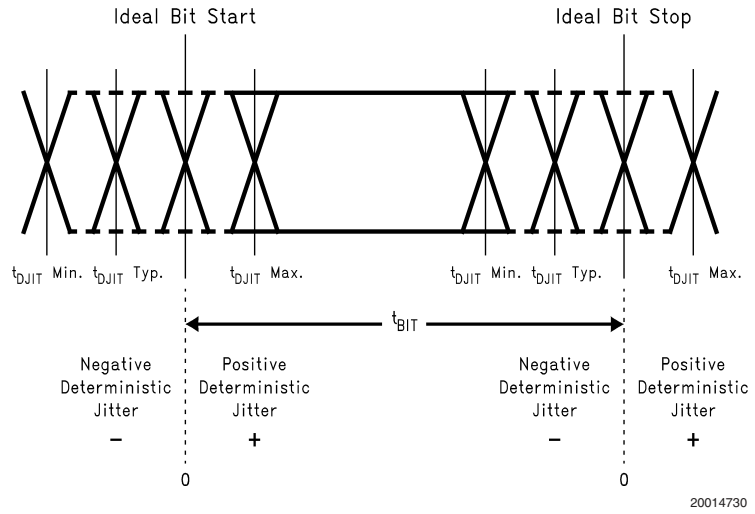 Ideal Bit Start
Ideal Bit Stop
tDJIT Min. tDJIT Typ. tDJIT Max. tDJIT Min. tDJIT Typ. tDJIT Max.
tBIT
Negative
Deterministic
Jitter
−
Positive
Deterministic
Jitter
+
Negative
Deterministic
Jitter
−
Positive
Deterministic
Jitter
+
0
0
20014730